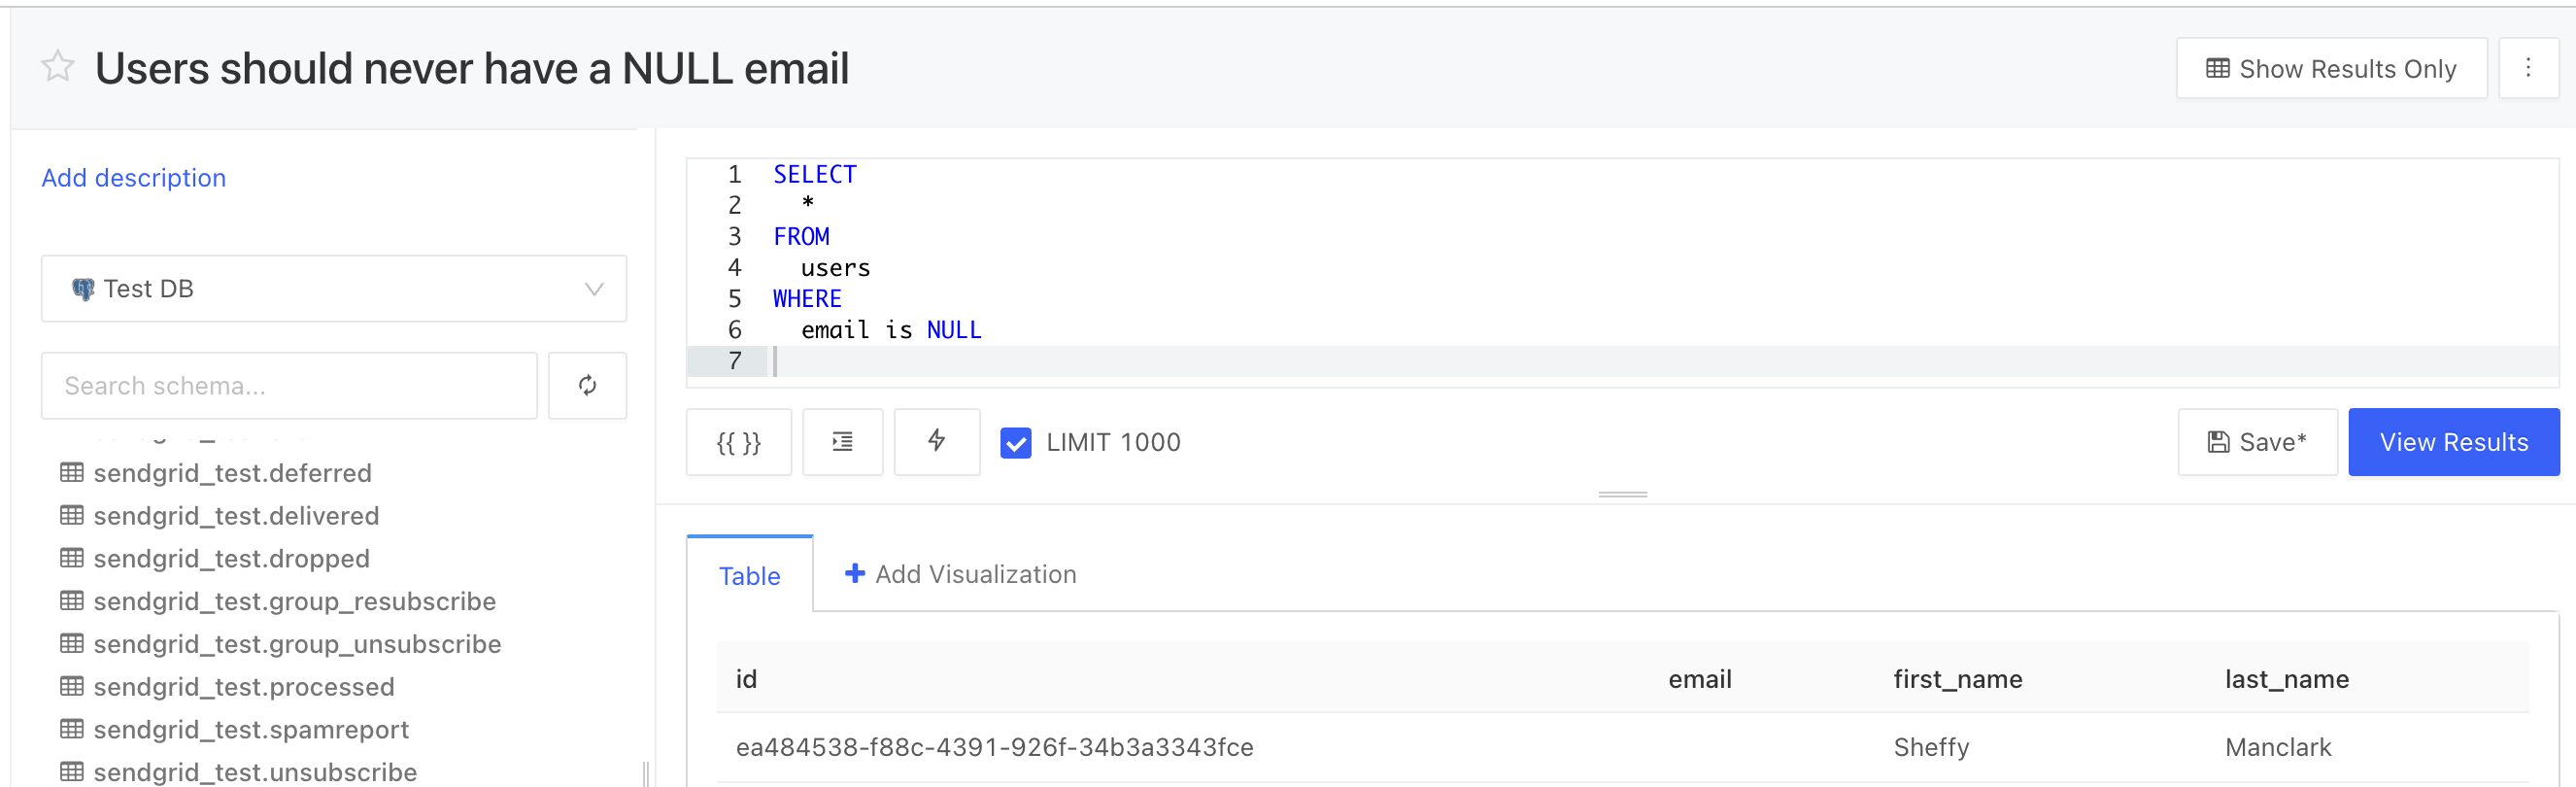 Users should never have a NULL email
Show Results Only
Add description
Test DB
Search schema...
sendgrid_test.deferred
sendgrid_test.delivered
sendgrid_test.dropped
sendgrid_test.group_resubscribe
sendgrid_test.group_unsubscribe
sendgrid_test.processed
sendgrid_test.spamreport
sendgrid_test.unsubscribe
1 SELECT
2 *
3 FROM
4 users
5 WHERE
6 email is NULL
7
{{ }} LIMIT 1000 Save* View Results
Table + Add Visualization
id email first_name last_name
ea484538-f88c-4391-926f-34b3a3343fce Sheffy Manclark